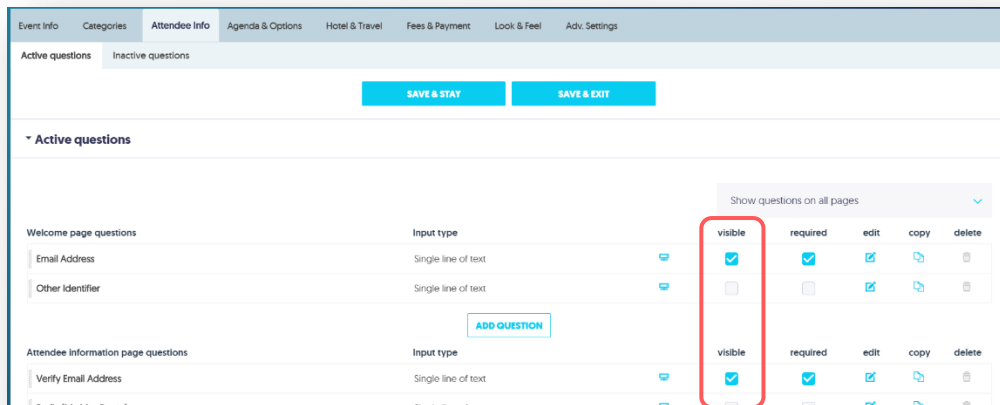 Event Info Categories Attendee Info Agenda & Options Hotel & Travel Fees & Payment Look & Feel Adv. Settings
Active questions Inactive questions
SAVE & STAY SAVE & EXIT
Active questions
Show questions on all pages
Welcome page questions Input type visible required edit copy delete
Email Address Single line of text
Other Identifier Single line of text
ADD QUESTION
Attendee information page questions Input type visible required edit copy delete
Verify Email Address Single line of text